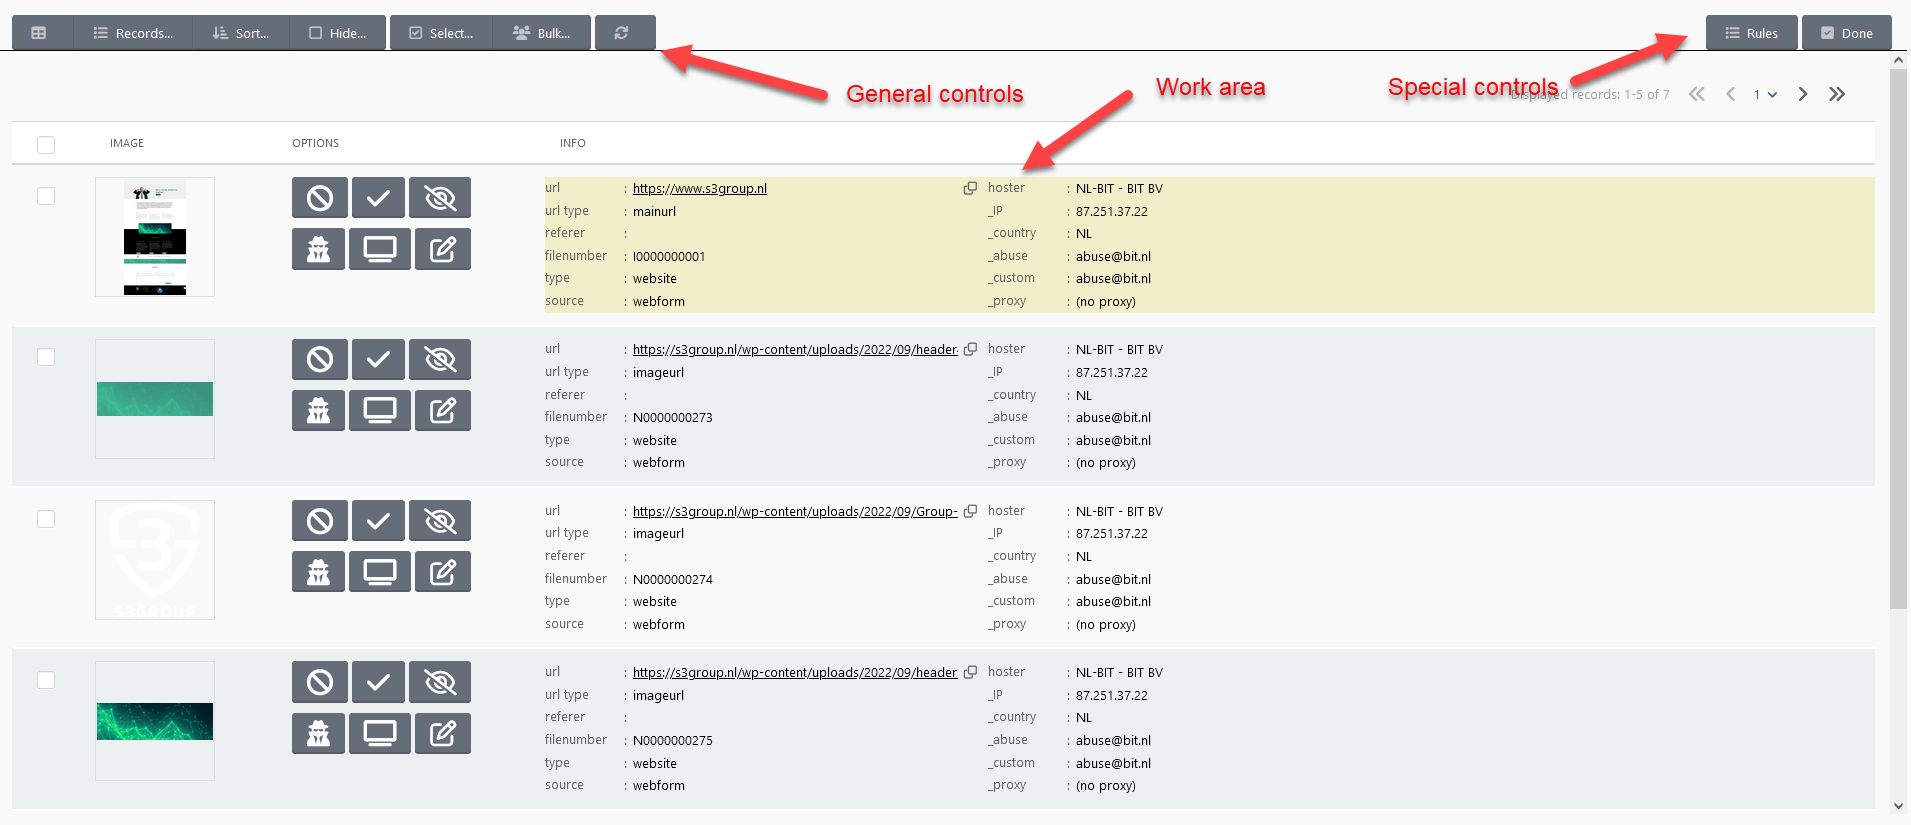 Records... Sort... Hide... Select... Bulk... Rules Done
General controls
Work area
Special controls
Displayed records: 1-5 of 7 1
IMAGE OPTIONS INFO
url : https://www.s3group.nl hoster : NL-BIT - BIT BV
url type : mainurl _IP : 87.251.37.22
referer : _country : NL
filenumber : I0000000001 _abuse : abuse@bit.nl
type : website _custom : abuse@bit.nl
source : webform _proxy : (no proxy)
url : https://s3group.nl/wp-content/uploads/2022/09/header- hoster : NL-BIT - BIT BV
url type : imageurl _IP : 87.251.37.22
referer : _country : NL
filenumber : N0000000273 _abuse : abuse@bit.nl
type : website _custom : abuse@bit.nl
source : webform _proxy : (no proxy)
S3GROUP
url : https://s3group.nl/wp-content/uploads/2022/09/Group- hoster : NL-BIT - BIT BV
url type : imageurl _IP : 87.251.37.22
referer : _country : NL
filenumber : N0000000274 _abuse : abuse@bit.nl
type : website _custom : abuse@bit.nl
source : webform _proxy : (no proxy)
url : https://s3group.nl/wp-content/uploads/2022/09/header hoster : NL-BIT - BIT BV
url type : imageurl _IP : 87.251.37.22
referer : _country : NL
filenumber : N0000000275 _abuse : abuse@bit.nl
type : website _custom : abuse@bit.nl
source : webform _proxy : (no proxy)